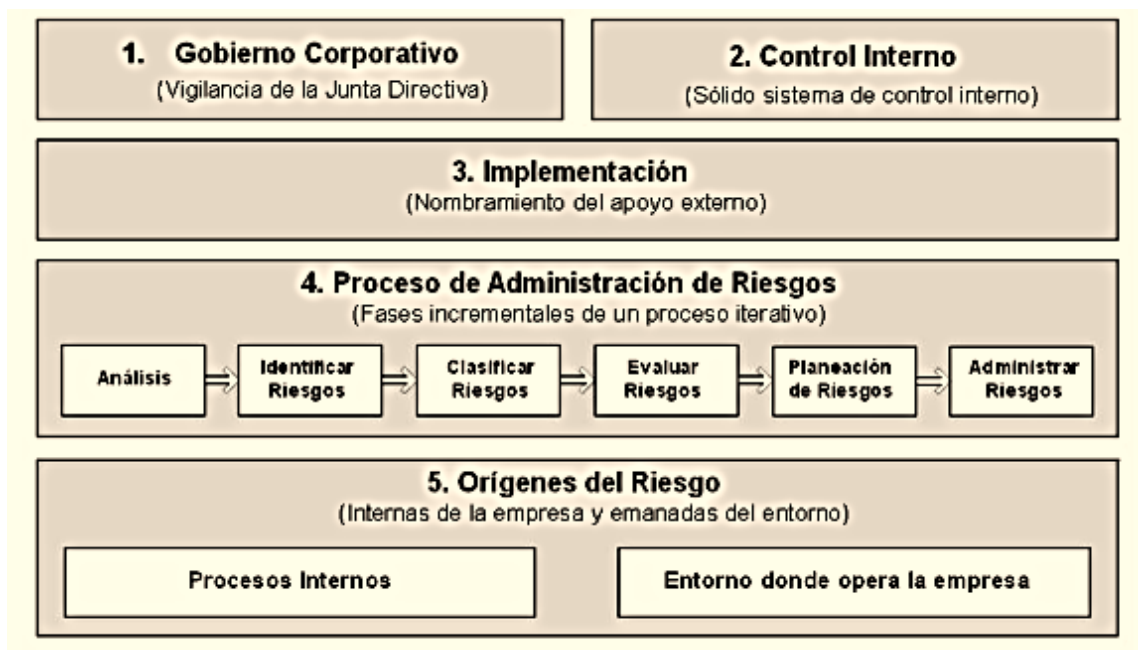 1. Gobierno Corporativo
(Vigilancia de la Junta Directiva)
2. Control Interno
(Sólido sistema de control interno)
3. Implementación
(Nombramiento del apoyo externo)
4. Proceso de Administración de Riesgos
(Fases incrementales de un proceso iterativo)
Análisis
Identificar
Riesgos
Clasificar
Riesgos
Evaluar
Riesgos
Planeación
de Riesgos
Administrar
Riesgos
5. Orígenes del Riesgo
(Internas de la empresa y emanadas del entorno)
Procesos Internos
Entorno donde opera la empresa